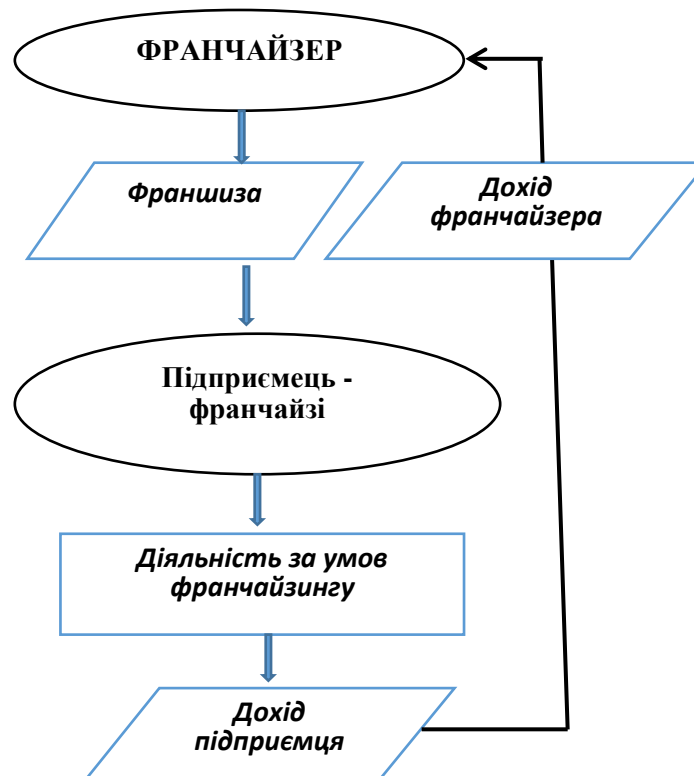 ФРАНЧАЙЗЕР
Франшиза
Дохід
франчайзера
Підприємець -
франчайзі
Діяльність за умов
франчайзингу
Дохід
підприємця